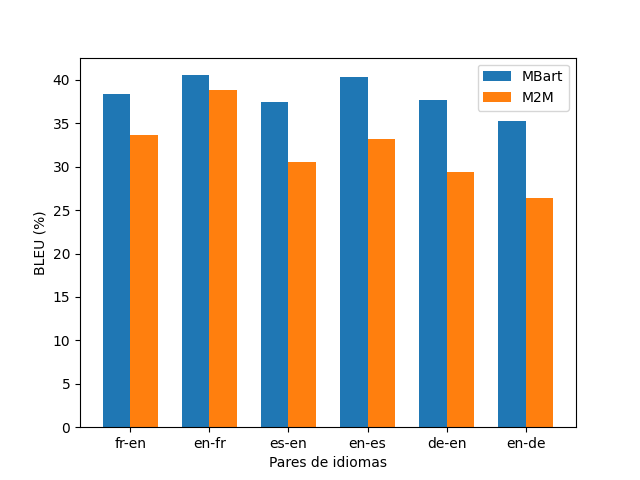 MBart
M2M
BLEU (%)
40
35
30
25
20
15
10
5
0
fr-en en-fr es-en en-es de-en en-de
Pares de idiomas